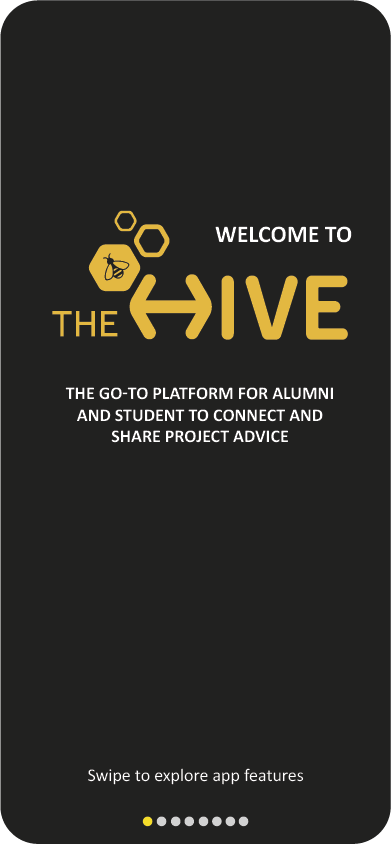 WELCOME TO
THE HIVE
THE GO-TO PLATFORM FOR ALUMNI
AND STUDENT TO CONNECT AND
SHARE PROJECT ADVICE
Swipe to explore app features